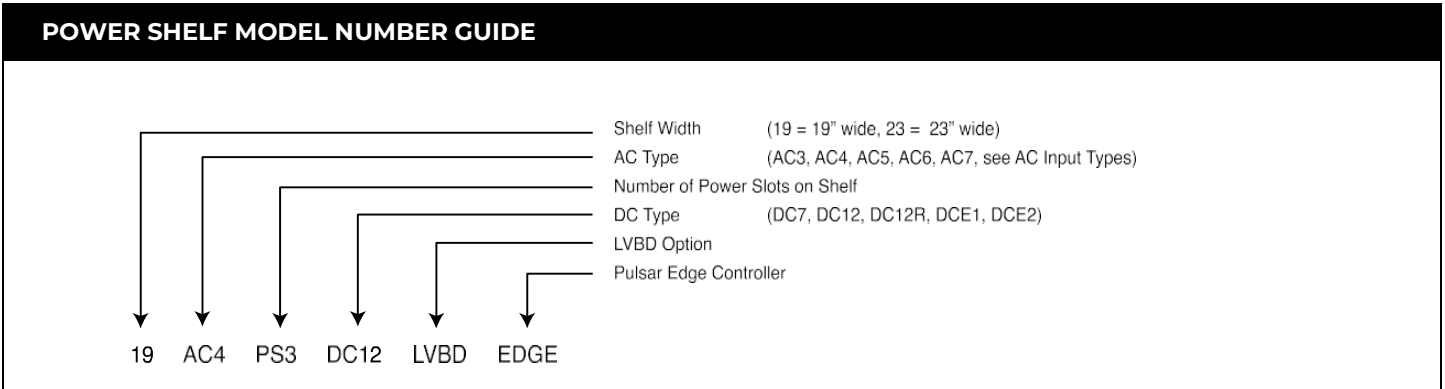 POWER SHELF MODEL NUMBER GUIDE
Shelf Width (19 = 19” wide, 23 = 23” wide)
AC Type (AC3, AC4, AC5, AC6, AC7, see AC Input Types)
Number of Power Slots on Shelf
DC Type (DC7, DC12, DC12R, DCE1, DCE2)
LVBD Option
Pulsar Edge Controller
19 AC4 PS3 DC12 LVBD EDGE